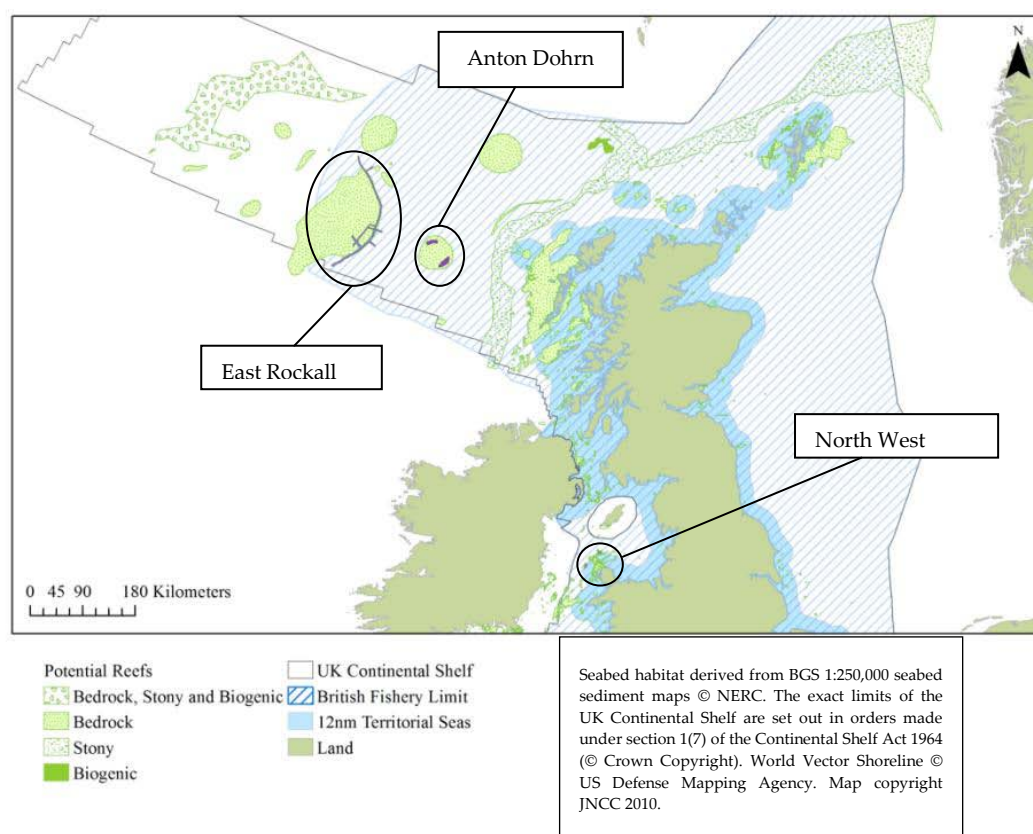 Anton Dohrn
N
East Rockall
North West
0 45 90 180 Kilometers
Potential Reefs
Bedrock, Stony and Biogenic
Bedrock
Stony
Biogenic
UK Continental Shelf
British Fishery Limit
12nm Territorial Seas
Land
Seabed habitat derived from BGS 1:250,000 seabed
sediment maps © NERC. The exact limits of the
UK Continental Shelf are set out in orders made
under section 1(7) of the Continental Shelf Act 1964
(© Crown Copyright). World Vector Shoreline ©
US Defense Mapping Agency. Map copyright
JNCC 2010.